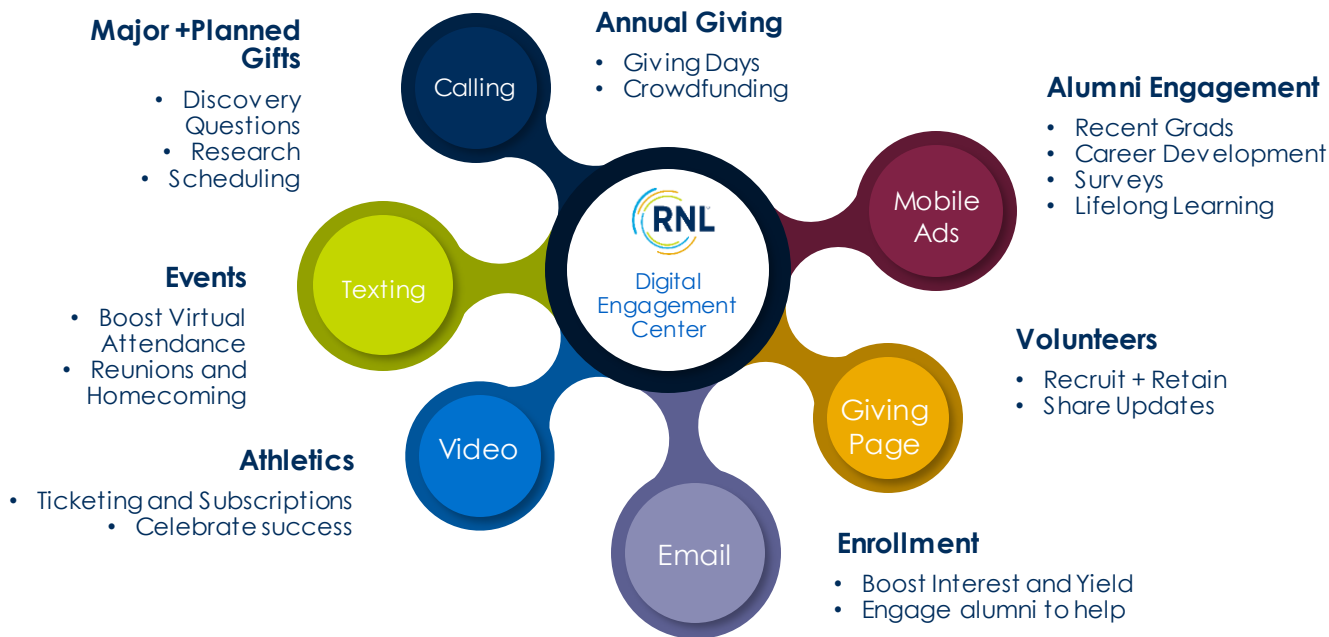 Major +Planned
Gifts
• Discovery
Questions
• Research
• Scheduling
Calling
Annual Giving
• Giving Days
• Crowdfunding
Alumni Engagement
• Recent Grads
• Career Development
• Surveys
• Lifelong Learning
Mobile
Ads
RNL
Digital
Engagement
Center
Texting
Events
• Boost Virtual
Attendance
• Reunions and
Homecoming
Volunteers
• Recruit + Retain
• Share Updates
Giving
Page
Video
Athletics
• Ticketing and Subscriptions
• Celebrate success
Email
Enrollment
• Boost Interest and Yield
• Engage alumni to help